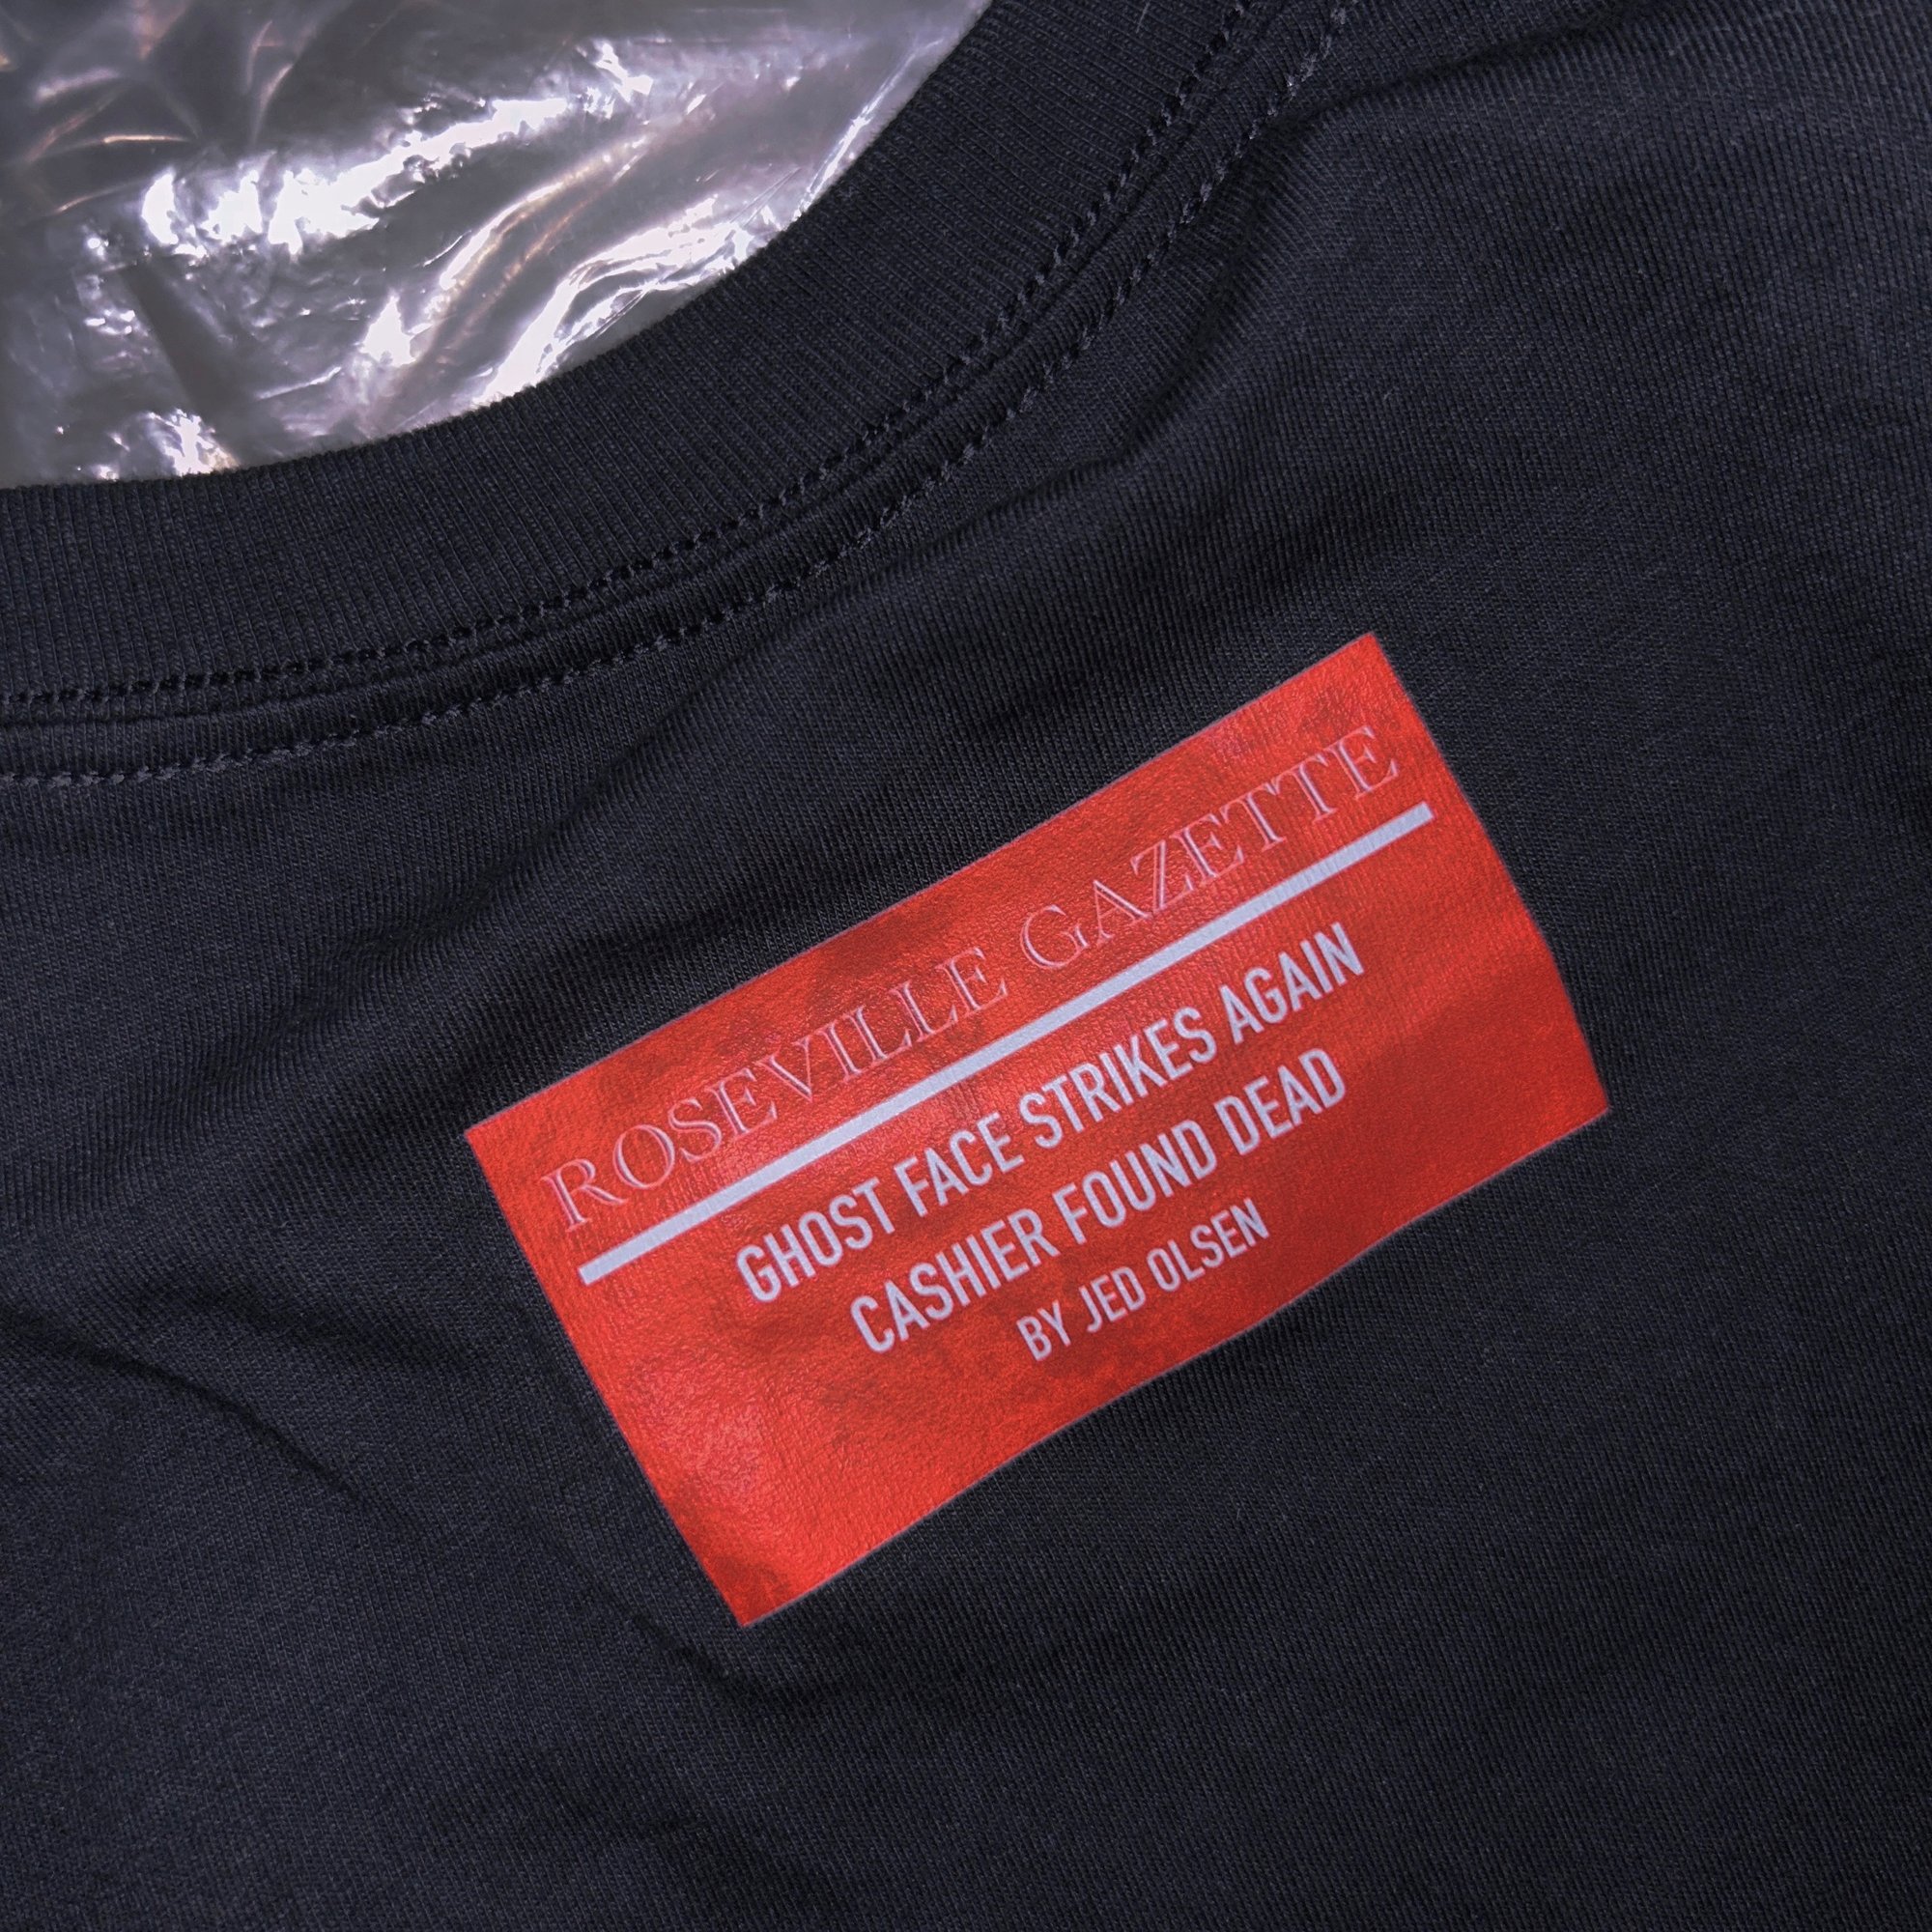 ROSEVILLE GAZETTE
GHOST FACE STRIKES AGAIN
CASHIER FOUND DEAD
BY JED OLSEN